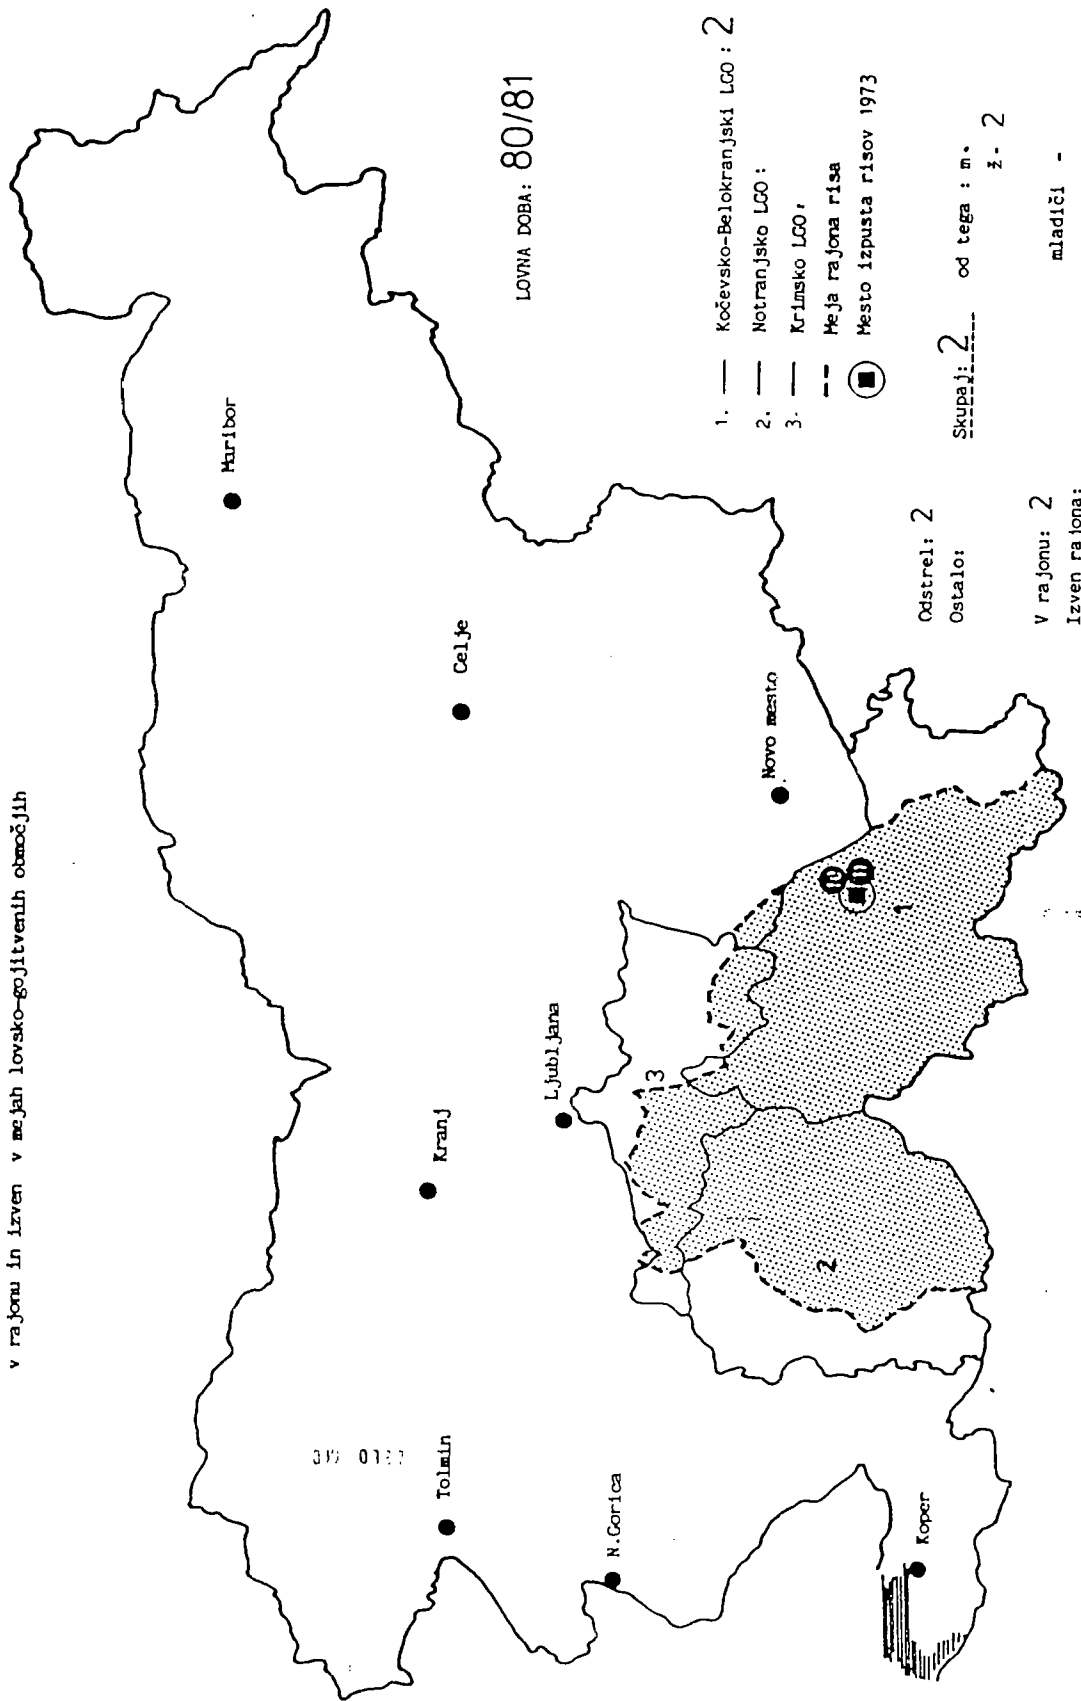 v rajonu in izven v mejah lovsko-gojitvenih območjih
LOVNA DOBA: 80/81
Maribor
Celje
Kranj
Tolmin
Ljubljana
N.Gorica
Novo mesto
Koper
1
2
3
10
11
1. — Kočevsko-Belokranjski LGO : 2
2. — Notranjsko LGO :
3. — Krimsko LGO :
Meja rajona risa
Mesto izpusta risov 1973
Odstrel: 2
Ostalo:
Skupaj: 2 od tega : m.
ž- 2
mladiči -
V rajonu: 2
Izven rajona: